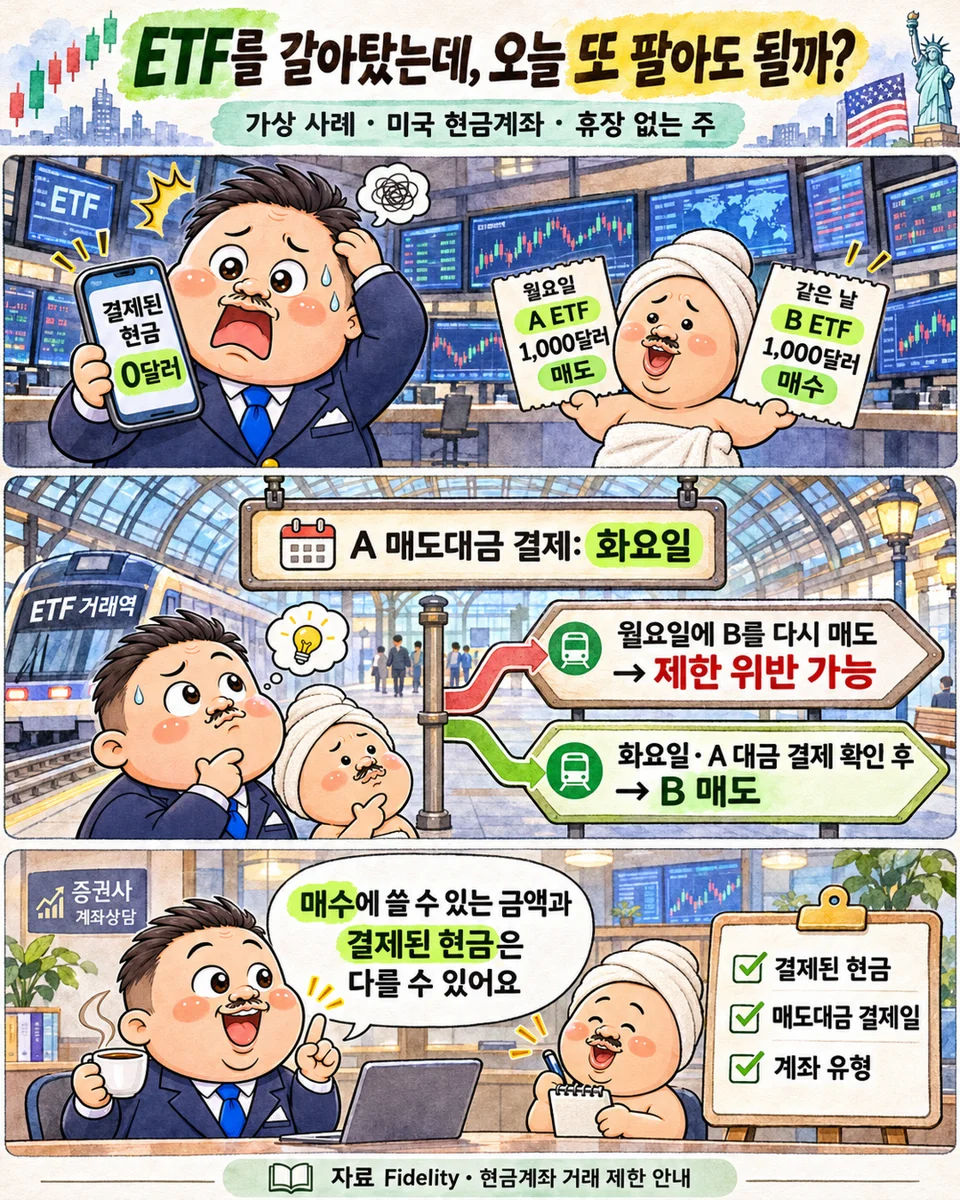 ETF를 갈아탔는데, 오늘 또 팔아도 될까?
가상 사례 · 미국 현금계좌 · 휴장 없는 주
ETF
결제된
현금
0달러
월요일
A ETF
1,000달러
매도
같은 날
B ETF
1,000달러
매수
A 매도대금 결제: 화요일
ETF 거래역
월요일에 B를 다시 매도
→ 제한 위반 가능
화요일 · A 대금 결제 확인 후
→ B 매도
증권사
계좌상담
매수에 쓸 수 있는 금액과
결제된 현금은
다를 수 있어요
결제된 현금
매도대금 결제일
계좌 유형
자료 Fidelity · 현금계좌 거래 제한 안내